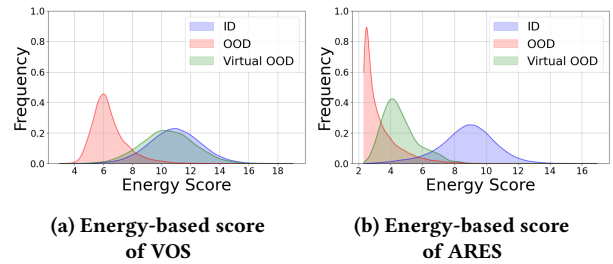 1.0
0.8
0.6
0.4
0.2
0.0
Frequency
4 6 8 10 12 14 16 18
Energy Score
ID
OOD
Virtual OOD
(a) Energy-based score
of VOS
1.0
0.8
0.6
0.4
0.2
0.0
Frequency
2 4 6 8 10 12 14 16
Energy Score
ID
OOD
Virtual OOD
(b) Energy-based score
of ARES